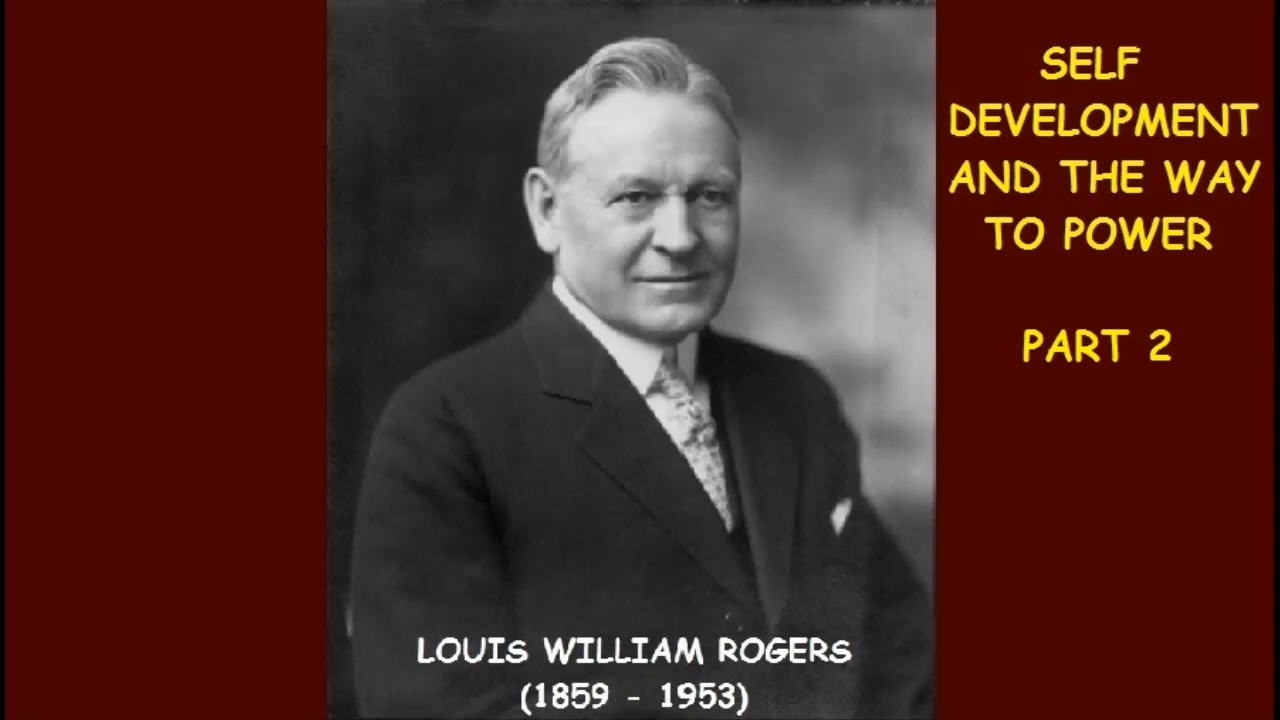 SELF
DEVELOPMENT
AND THE WAY
TO POWER
PART 2
LOUIS WILLIAM ROGERS
(1859 - 1953)